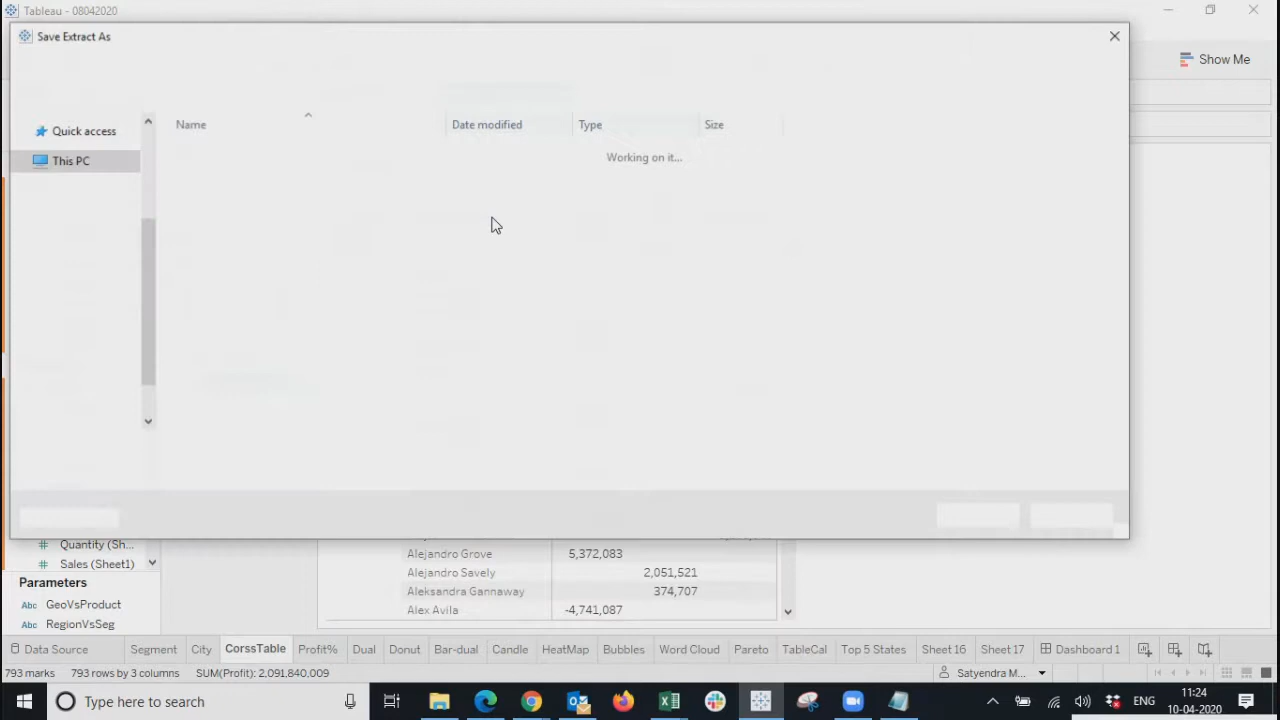 Tableau - 08042020
Save Extract As
Show Me
Quick access
This PC
Name
Date modified
Type
Size
Working on it...
Quantity (Sh...
Sales (Sheet1)
Parameters
Abc GeoVsProduct
Abc RegionVsSeg
Alejandro Grove 5,372,083
Alejandro Savely 2,051,521
Aleksandra Gannaway 374,707
Alex Avila -4,741,087
Data Source Segment City CorssTable Profit% Dual Donut Bar-dual Candle HeatMap Bubbles Word Cloud Pareto TableCal Top 5 States Sheet 16 Sheet 17 Dashboard 1
793 marks 793 rows by 3 columns SUM(Profit): 2,091,840,009 Satyendra M...
Type here to search
ENG
11:24
10-04-2020